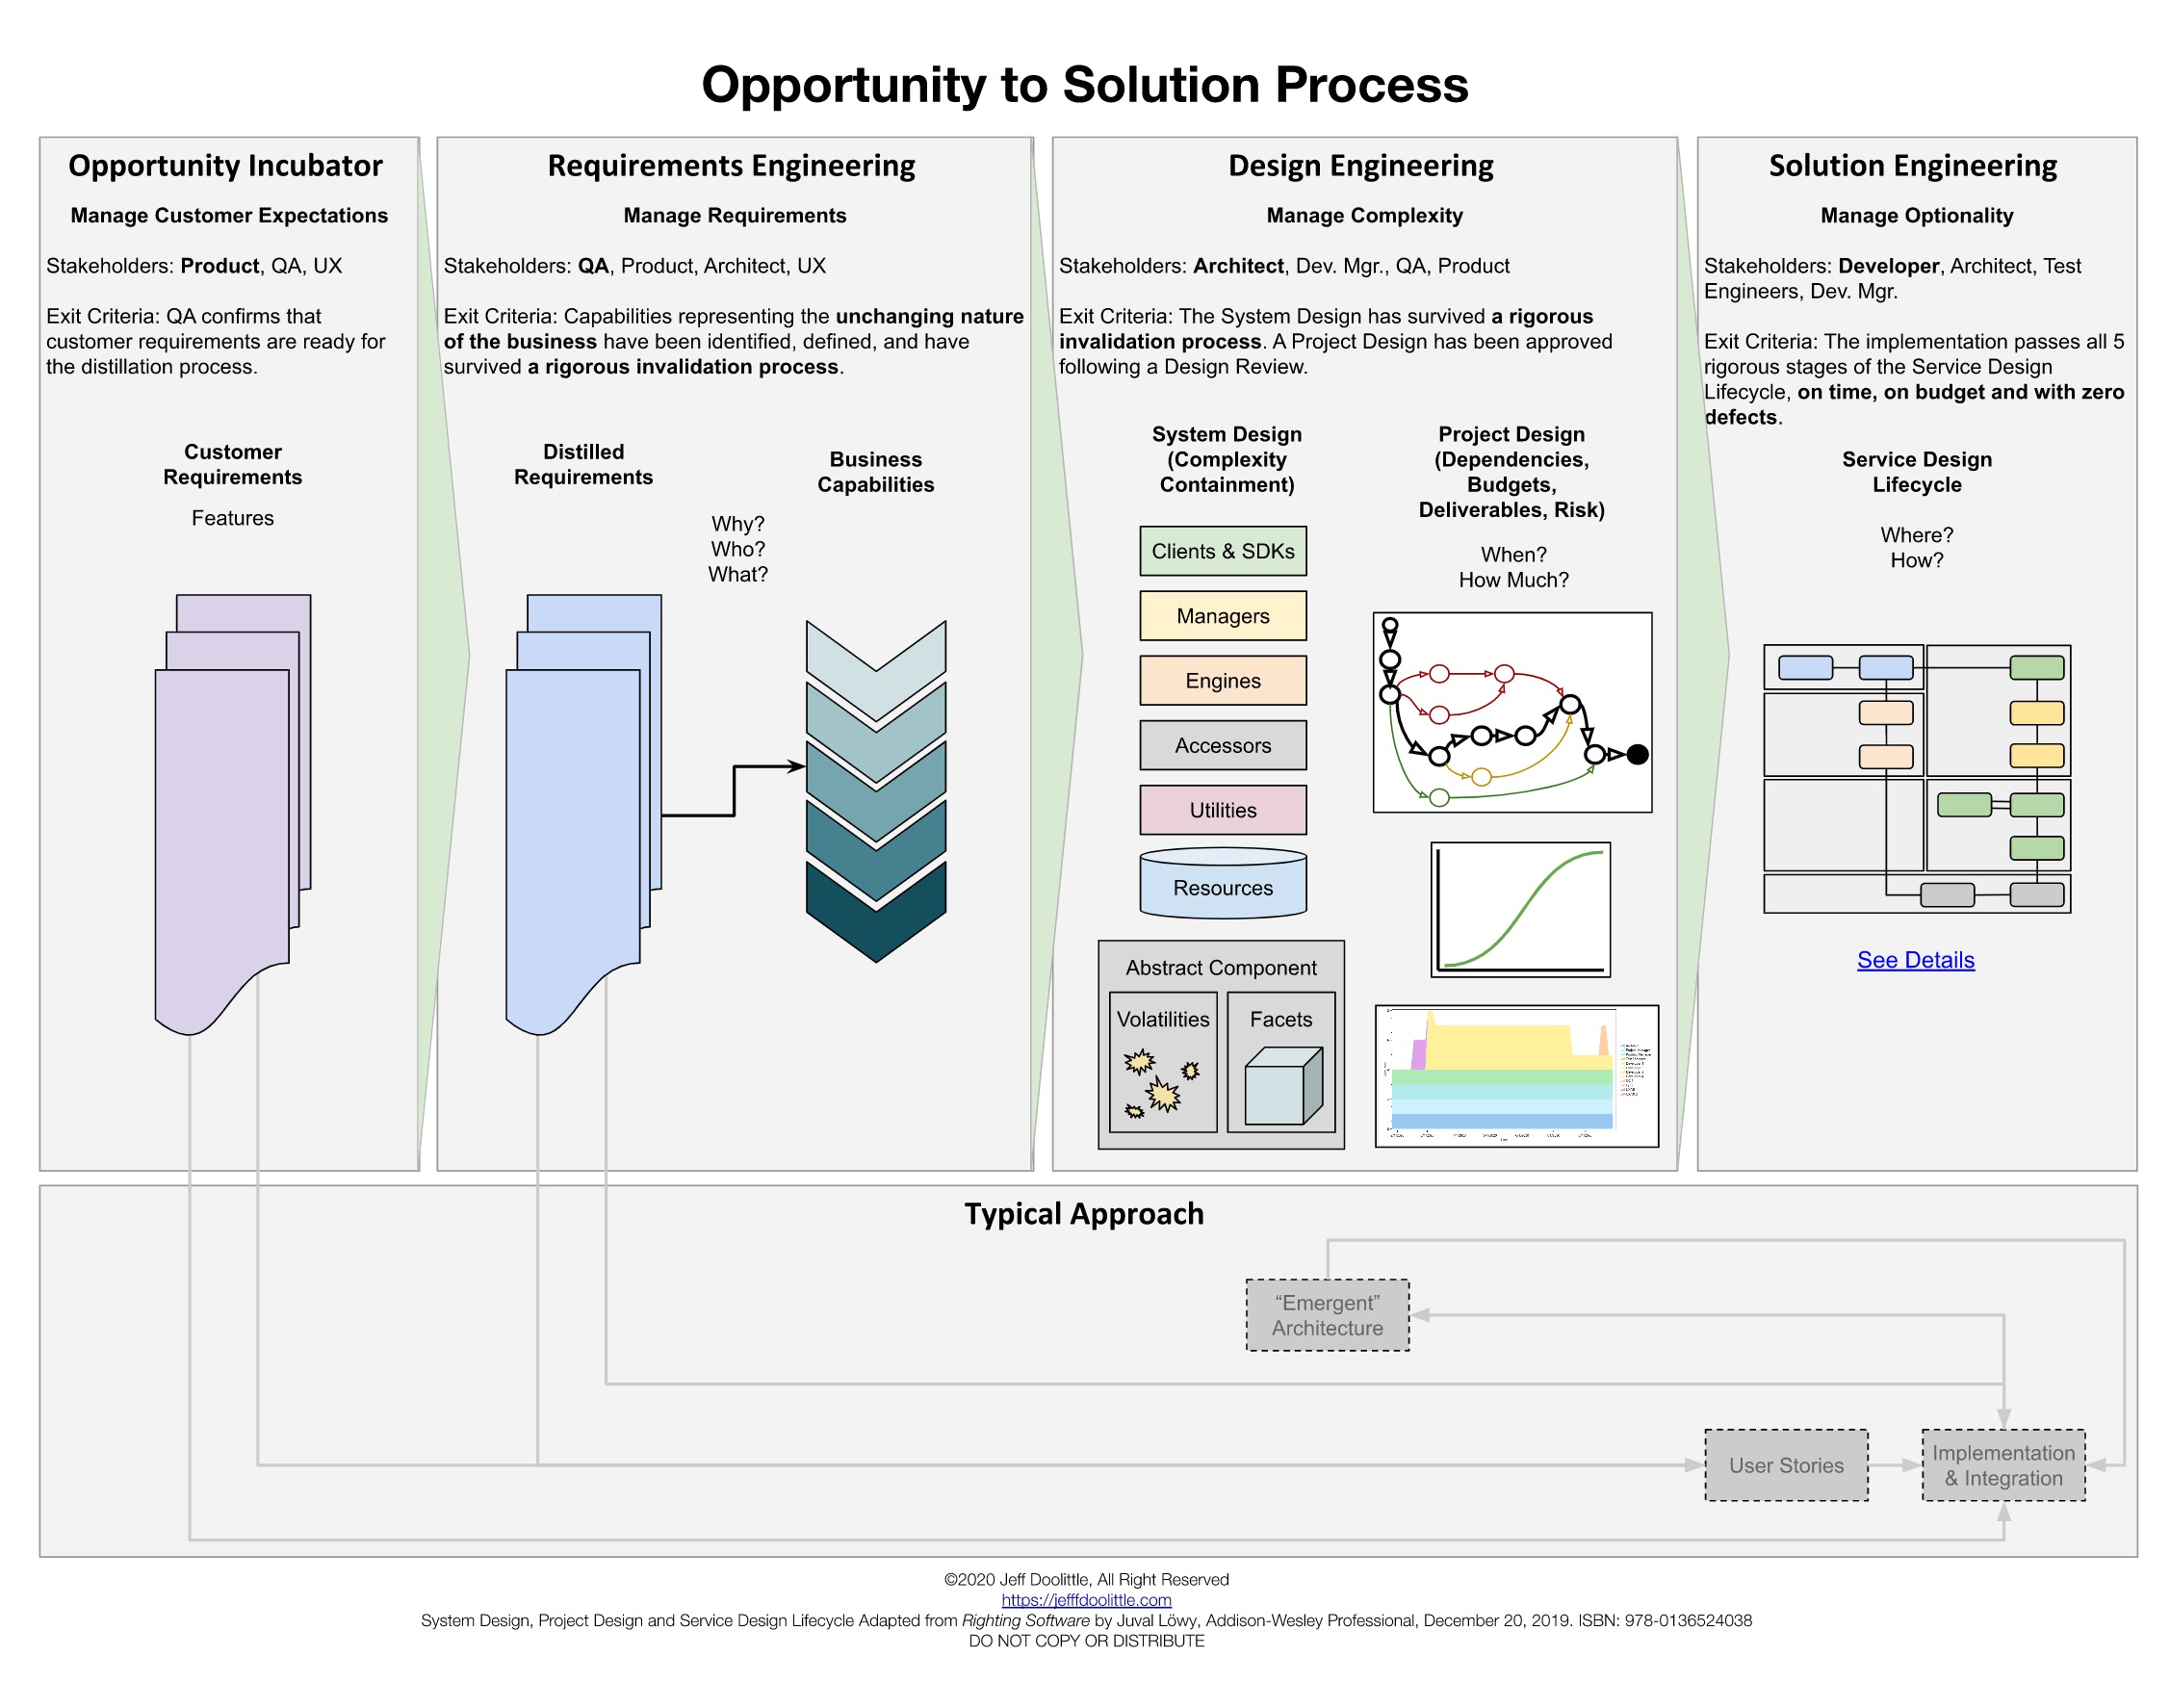 Opportunity to Solution Process
Opportunity Incubator
Manage Customer Expectations
Stakeholders: Product, QA, UX
Exit Criteria: QA confirms that
customer requirements are ready for
the distillation process.
Customer
Requirements
Features
Requirements Engineering
Manage Requirements
Stakeholders: QA, Product, Architect, UX
Exit Criteria: Capabilities representing the unchanging nature
of the business have been identified, defined, and have
survived a rigorous invalidation process.
Distilled
Requirements
Why?
Who?
What?
Business
Capabilities
Design Engineering
Manage Complexity
Stakeholders: Architect, Dev. Mgr., QA, Product
Exit Criteria: The System Design has survived a rigorous
invalidation process. A Project Design has been approved
following a Design Review.
System Design
(Complexity
Containment)
Clients & SDKs
Managers
Engines
Accessors
Utilities
Resources
Abstract Component
Volatilities
Facets
Project Design
(Dependencies,
Budgets,
Deliverables, Risk)
When?
How Much?
Solution Engineering
Manage Optionality
Stakeholders: Developer, Architect, Test
Engineers, Dev. Mgr.
Exit Criteria: The implementation passes all 5
rigorous stages of the Service Design
Lifecycle, on time, on budget and with zero
defects.
Service Design
Lifecycle
Where?
How?
See Details
Typical Approach
“Emergent”
Architecture
User Stories
Implementation
& Integration
©2020 Jeff Doolittle, All Right Reserved
https://jefffdoolittle.com
System Design, Project Design and Service Design Lifecycle Adapted from Righting Software by Juval Löwy, Addison-Wesley Professional, December 20, 2019. ISBN: 978-0136524038
DO NOT COPY OR DISTRIBUTE